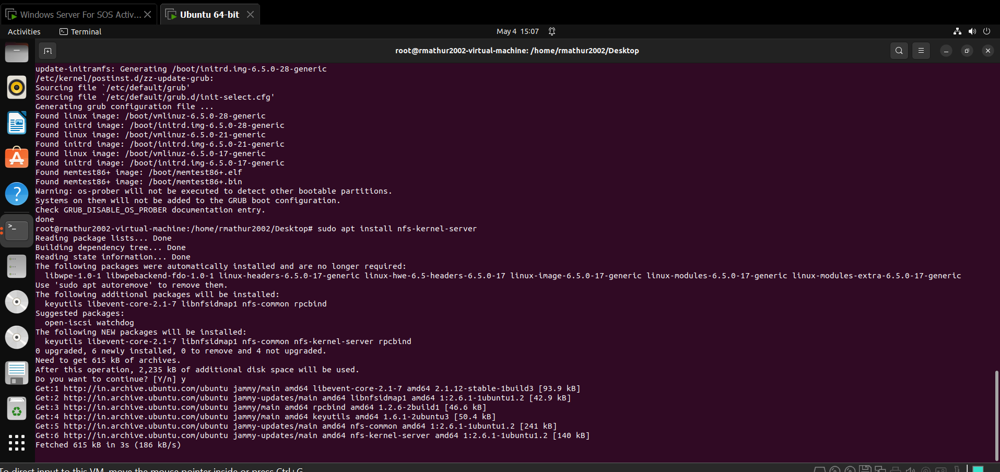 Windows Server For SOS Activ...
Ubuntu 64-bit
Activities
Terminal
May 4 15:07
root@rmathur2002-virtual-machine: /home/rmathur2002/Desktop
update-initramfs: Generating /boot/initrd.img-6.5.0-28-generic
/etc/kernel/postinst.d/zz-update-grub:
Sourcing file `/etc/default/grub'
Sourcing file `/etc/default/grub.d/init-select.cfg'
Generating grub configuration file ...
Found linux image: /boot/vmlinuz-6.5.0-28-generic
Found initrd image: /boot/initrd.img-6.5.0-28-generic
Found linux image: /boot/vmlinuz-6.5.0-21-generic
Found initrd image: /boot/initrd.img-6.5.0-21-generic
Found linux image: /boot/vmlinuz-6.5.0-17-generic
Found initrd image: /boot/initrd.img-6.5.0-17-generic
Found memtest86+ image: /boot/memtest86+.elf
Found memtest86+ image: /boot/memtest86+.bin
Warning: os-prober will not be executed to detect other bootable partitions.
Systems on them will not be added to the GRUB boot configuration.
Check GRUB_DISABLE_OS_PROBER documentation entry.
done
root@rmathur2002-virtual-machine:/home/rmathur2002/Desktop# sudo apt install nfs-kernel-server
Reading package lists... Done
Building dependency tree... Done
Reading state information... Done
The following packages were automatically installed and are no longer required:
libwpe-1.0-1 libwpebackend-fdo-1.0-1 linux-headers-6.5.0-17-generic linux-hwe-6.5-headers-6.5.0-17 linux-image-6.5.0-17-generic linux-modules-6.5.0-17-generic linux-modules-extra-6.5.0-17-generic
Use 'sudo apt autoremove' to remove them.
The following additional packages will be installed:
keyutils libevent-core-2.1-7 libnfsidmap1 nfs-common rpcbind
Suggested packages:
open-iscsi watchdog
The following NEW packages will be installed:
keyutils libevent-core-2.1-7 libnfsidmap1 nfs-common nfs-kernel-server rpcbind
0 upgraded, 6 newly installed, 0 to remove and 4 not upgraded.
Need to get 615 kB of archives.
After this operation, 2,235 kB of additional disk space will be used.
Do you want to continue? [Y/n] y
Get:1 http://in.archive.ubuntu.com/ubuntu jammy/main amd64 libevent-core-2.1-7 amd64 2.1.12-stable-1build3 [93.9 kB]
Get:2 http://in.archive.ubuntu.com/ubuntu jammy-updates/main amd64 libnfsidmap1 amd64 1:2.6.1-1ubuntu1.2 [42.9 kB]
Get:3 http://in.archive.ubuntu.com/ubuntu jammy/main amd64 rpcbind amd64 1.2.6-2build1 [46.6 kB]
Get:4 http://in.archive.ubuntu.com/ubuntu jammy/main amd64 keyutils amd64 1.6.1-2ubuntu3 [50.4 kB]
Get:5 http://in.archive.ubuntu.com/ubuntu jammy-updates/main amd64 nfs-common amd64 1:2.6.1-1ubuntu1.2 [241 kB]
Get:6 http://in.archive.ubuntu.com/ubuntu jammy-updates/main amd64 nfs-kernel-server amd64 1:2.6.1-1ubuntu1.2 [140 kB]
Fetched 615 kB in 3s (186 kB/s)
To direct input to this VM, move the mouse pointer inside or press Ctrl+G.